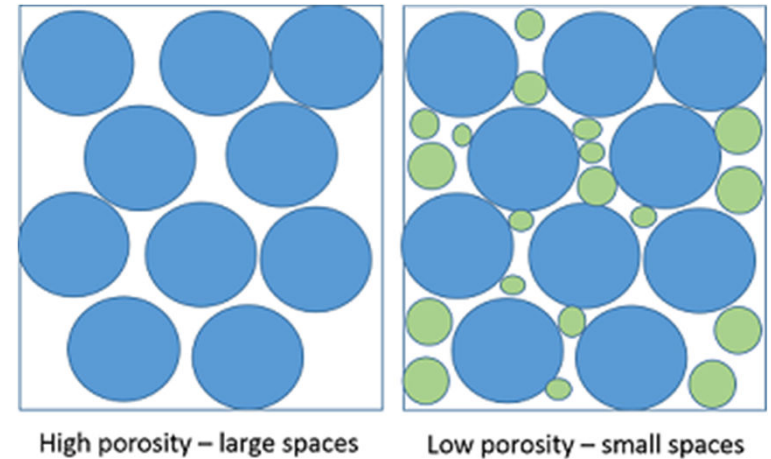 High porosity – large spaces
Low porosity – small spaces